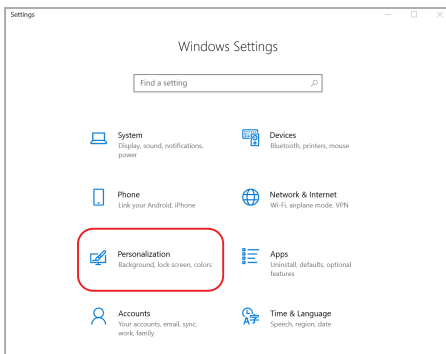 Settings
Windows Settings
Find a setting
System
Display, sound, notifications,
power
Devices
Bluetooth, printers, mouse
Phone
Link your Android, iPhone
Network & Internet
Wi-Fi, airplane mode, VPN
Personalization
Background, lock screen, colors
Apps
Uninstall, defaults, optional
features
Accounts
Your accounts, email, sync,
work, family
Time & Language
Speech, region, date